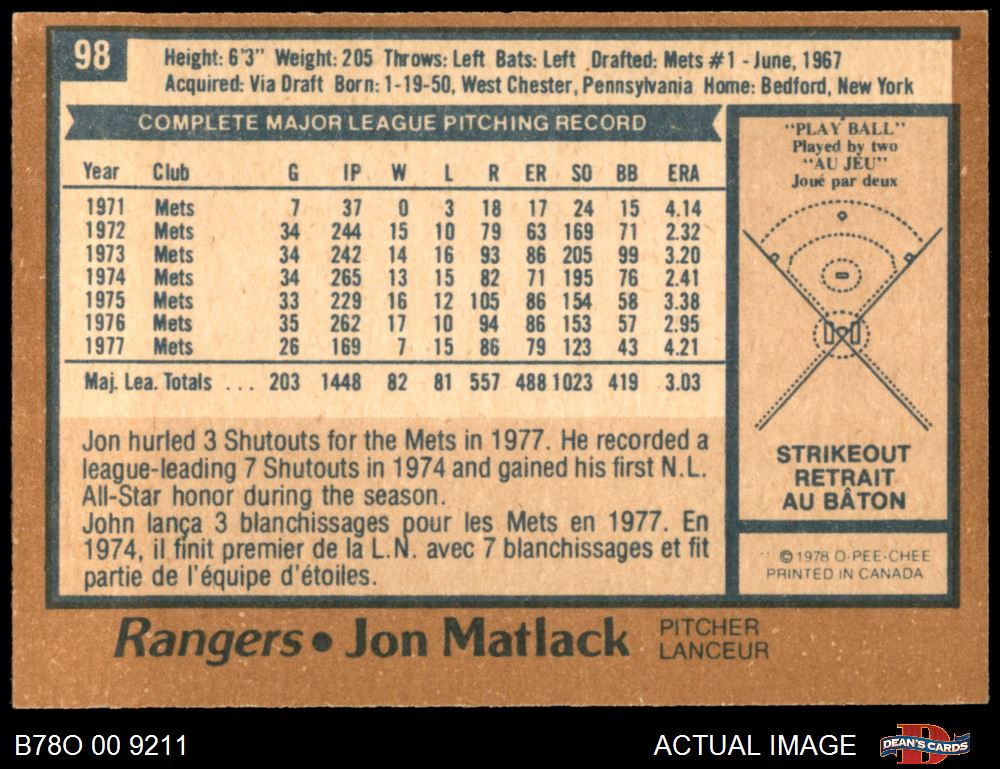 98
Height: 6'3" Weight: 205 Throws: Left Bats: Left Drafted: Mets #1 - June, 1967
Acquired: Via Draft Born: 1-19-50, West Chester, Pennsylvania Home: Bedford, New York
COMPLETE MAJOR LEAGUE PITCHING RECORD
Year Club G IP W L R ER SO BB ERA
1971 Mets 7 37 0 3 18 17 24 15 4.14
1972 Mets 34 244 15 10 79 63 169 71 2.32
1973 Mets 34 242 14 16 93 86 205 99 3.20
1974 Mets 34 265 13 15 82 71 195 76 2.41
1975 Mets 33 229 16 12 105 86 154 58 3.38
1976 Mets 35 262 17 10 94 86 153 57 2.95
1977 Mets 26 169 7 15 86 79 123 43 4.21
Maj. Lea. Totals ... 203 1448 82 81 557 488 1023 419 3.03
Jon hurled 3 Shutouts for the Mets in 1977. He recorded a
league-leading 7 Shutouts in 1974 and gained his first N.L.
All-Star honor during the season.
John lança 3 blanchissages pour les Mets en 1977. En
1974, il finit premier de la L.N. avec 7 blanchissages et fit
partie de l'équipe d'étoiles.
"PLAY BALL"
Played by two
"AU JEU"
Joué par deux
STRIKEOUT
RETRAIT
AU BÂTON
© 1978 O-PEE-CHEE
PRINTED IN CANADA
Rangers • Jon Matlack
PITCHER
LANCEUR
B78O 00 9211
ACTUAL IMAGE
DEAN'S CARDS